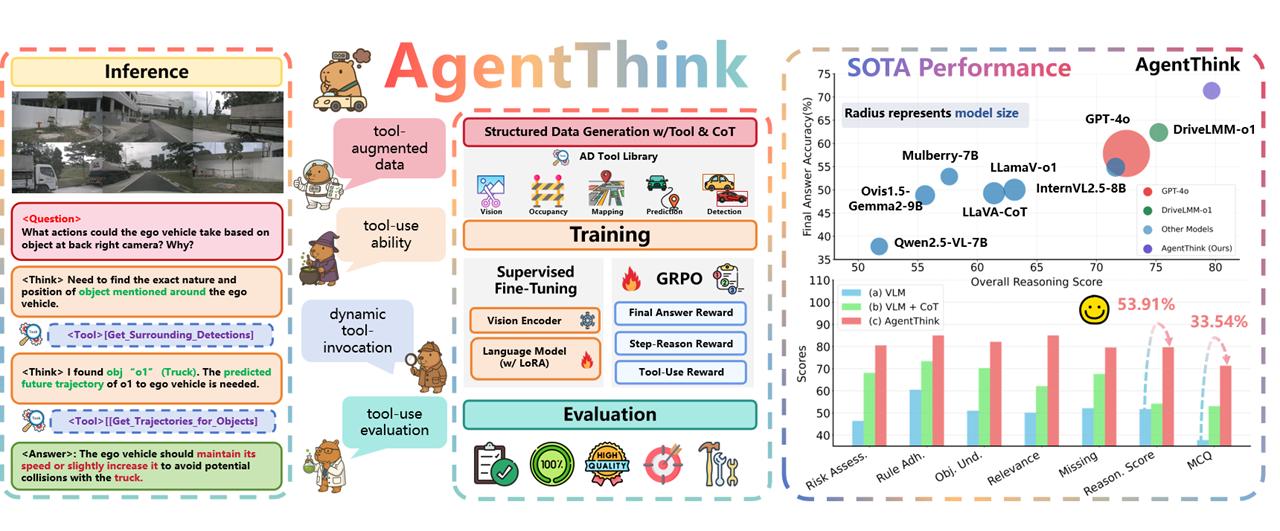 Inference
<Question>
What actions could the ego vehicle take based on
object at back right camera? Why?
<Think> Need to find the exact nature and
position of object mentioned around the ego
vehicle.
<Tool> [Get_Surrounding_Detections]
<Think> I found obj “o1” (Truck). The predicted
future trajectory of o1 to ego vehicle is needed.
<Tool> [[Get_Trajectories_for_Objects]
<Answer>: The ego vehicle should maintain its
speed or slightly increase it to avoid potential
collisions with the truck.
AgentThink
tool-
augmented
data
tool-use
ability
dynamic
tool-
invocation
tool-use
evaluation
Structured Data Generation w/Tool & CoT
AD Tool Library
Vision
Occupancy
Mapping
Prediction
Detection
Training
Supervised
Fine-Tuning
Vision Encoder
Language Model
(w/ LoRA)
GRPO
Final Answer Reward
Step-Reason Reward
Tool-Use Reward
Evaluation
100%
HIGH
QUALITY
SOTA Performance
AgentThink
Radius represents model size
GPT-4o
DriveLMM-o1
Mulberry-7B
LLamaV-o1
InternVL2.5-8B
Ovis1.5-
Gemma2-9B
LLaVA-CoT
Qwen2.5-VL-7B
GPT-4o
DriveLMM-o1
Other Models
AgentThink (Ours)
Final Answer Accuracy(%)
75
70
65
60
55
50
45
40
35
50
55
60
65
70
75
80
Overall Reasoning Score
(a) VLM
(b) VLM + CoT
(c) AgentThink
53.91%
33.54%
Scores
110
100
90
80
70
60
50
40
Risk Assess.
Rule Adh.
Obj. Und.
Relevance
Missing
Reason. Score
MCQ